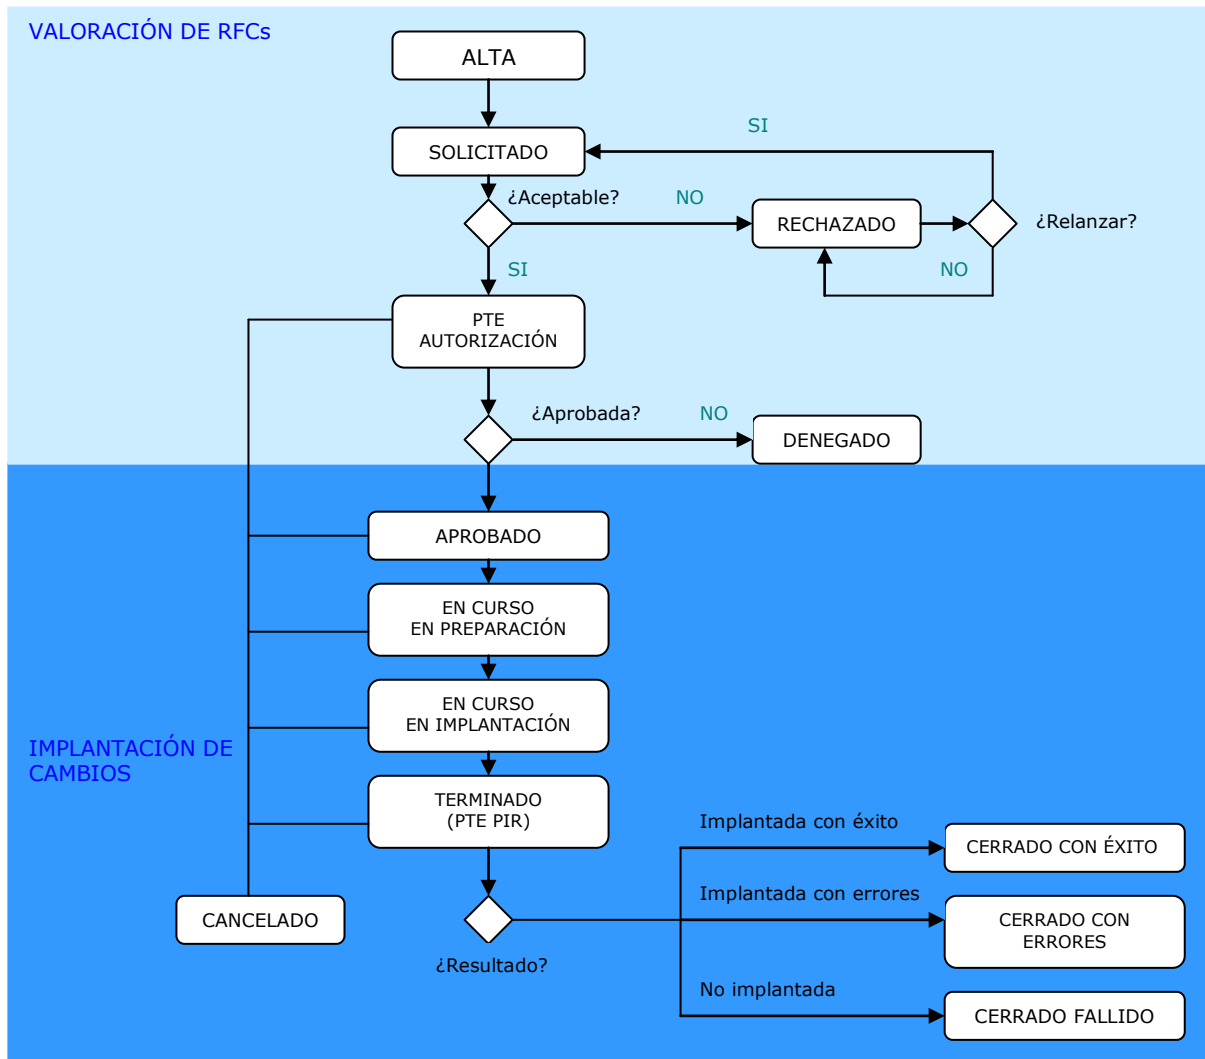 VALORACIÓN DE RFCs
ALTA
SI
SOLICITADO
¿Aceptable?
NO
RECHAZADO
¿Relanzar?
SI
NO
PTE
AUTORIZACIÓN
¿Aprobada?
NO
DENEGADO
APROBADO
EN CURSO
EN PREPARACIÓN
EN CURSO
EN IMPLANTACIÓN
IMPLANTACIÓN DE
CAMBIOS
TERMINADO
(PTE PIR)
Implantada con éxito
CERRADO CON ÉXITO
Implantada con errores
CERRADO CON
ERRORES
CANCELADO
¿Resultado?
No implantada
CERRADO FALLIDO